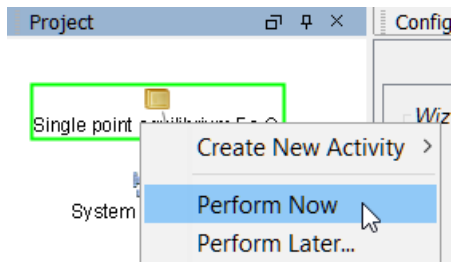 Project
Config
Single point
Wiz
Create New Activity
System
Perform Now
Perform Later...